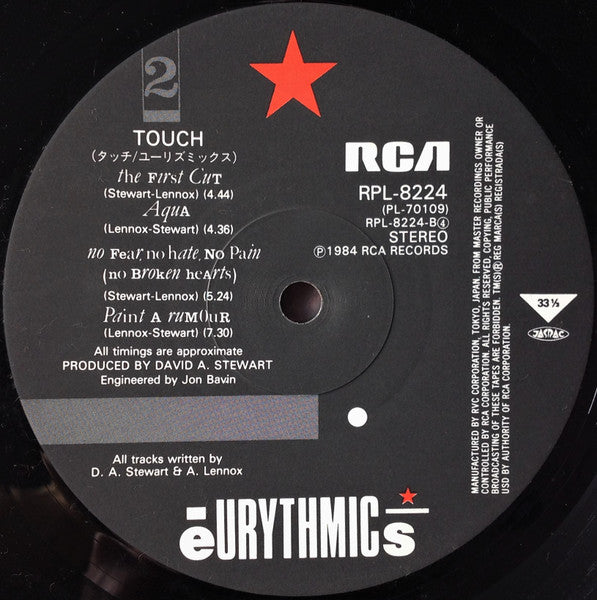 2
TOUCH
(タッチ/ユーリズミックス)
the First Cut
(Stewart-Lennox) (4.44)
Aqua
(Lennox-Stewart) (4.36)
no Fear, no hate, No Pain
(no Broken heArts)
(Stewart-Lennox) (5.24)
Paint A ruMOuR
(Lennox-Stewart) (7.30)
All timings are approximate
PRODUCED BY DAVID A. STEWART
Engineered by Jon Bavin
All tracks written by
D. A. Stewart & A. Lennox
RCA
RPL-8224
(PL-70109)
RPL-8224-B④
STEREO
Ⓟ1984 RCA RECORDS
33⅓
JASRAC
MANUFACTURED BY RVC CORPORATION, TOKYO, JAPAN. FROM MASTER RECORDINGS OWNER OR
CONTROLLED BY RCA CORPORATION. ALL RIGHTS RESERVED, COPYING, PUBLIC PERFORMANCE
BROADCASTING OF THESE TAPES ARE FORBIDDEN. TM(S)® REG MARCA(S) REGISTRADA(S)
USD BY AUTHORITY OF RCA CORPORATION.
eURYTHMICs